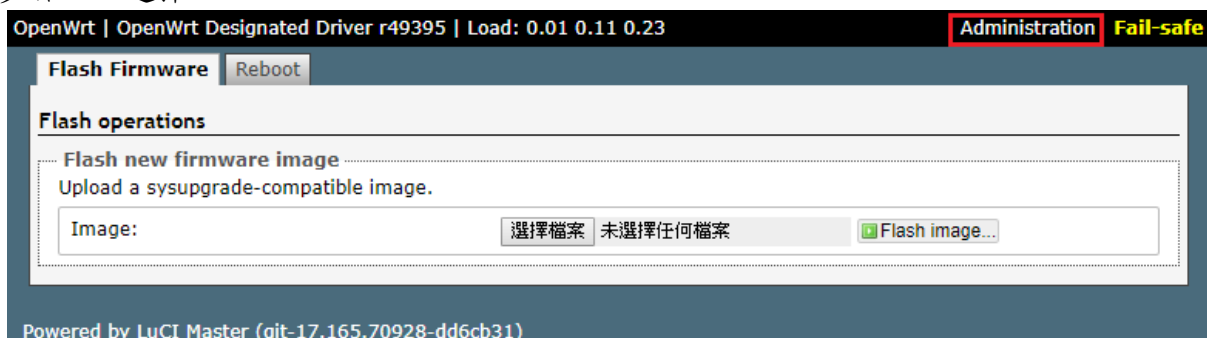 OpenWrt | OpenWrt Designated Driver r49395 | Load: 0.01 0.11 0.23 Administration Fail-safe
Flash Firmware Reboot
Flash operations
Flash new firmware image
Upload a sysupgrade-compatible image.
Image: 選擇檔案 未選擇任何檔案 Flash image...
Powered by LuCI Master (git-17.165.70928-dd6cb31)